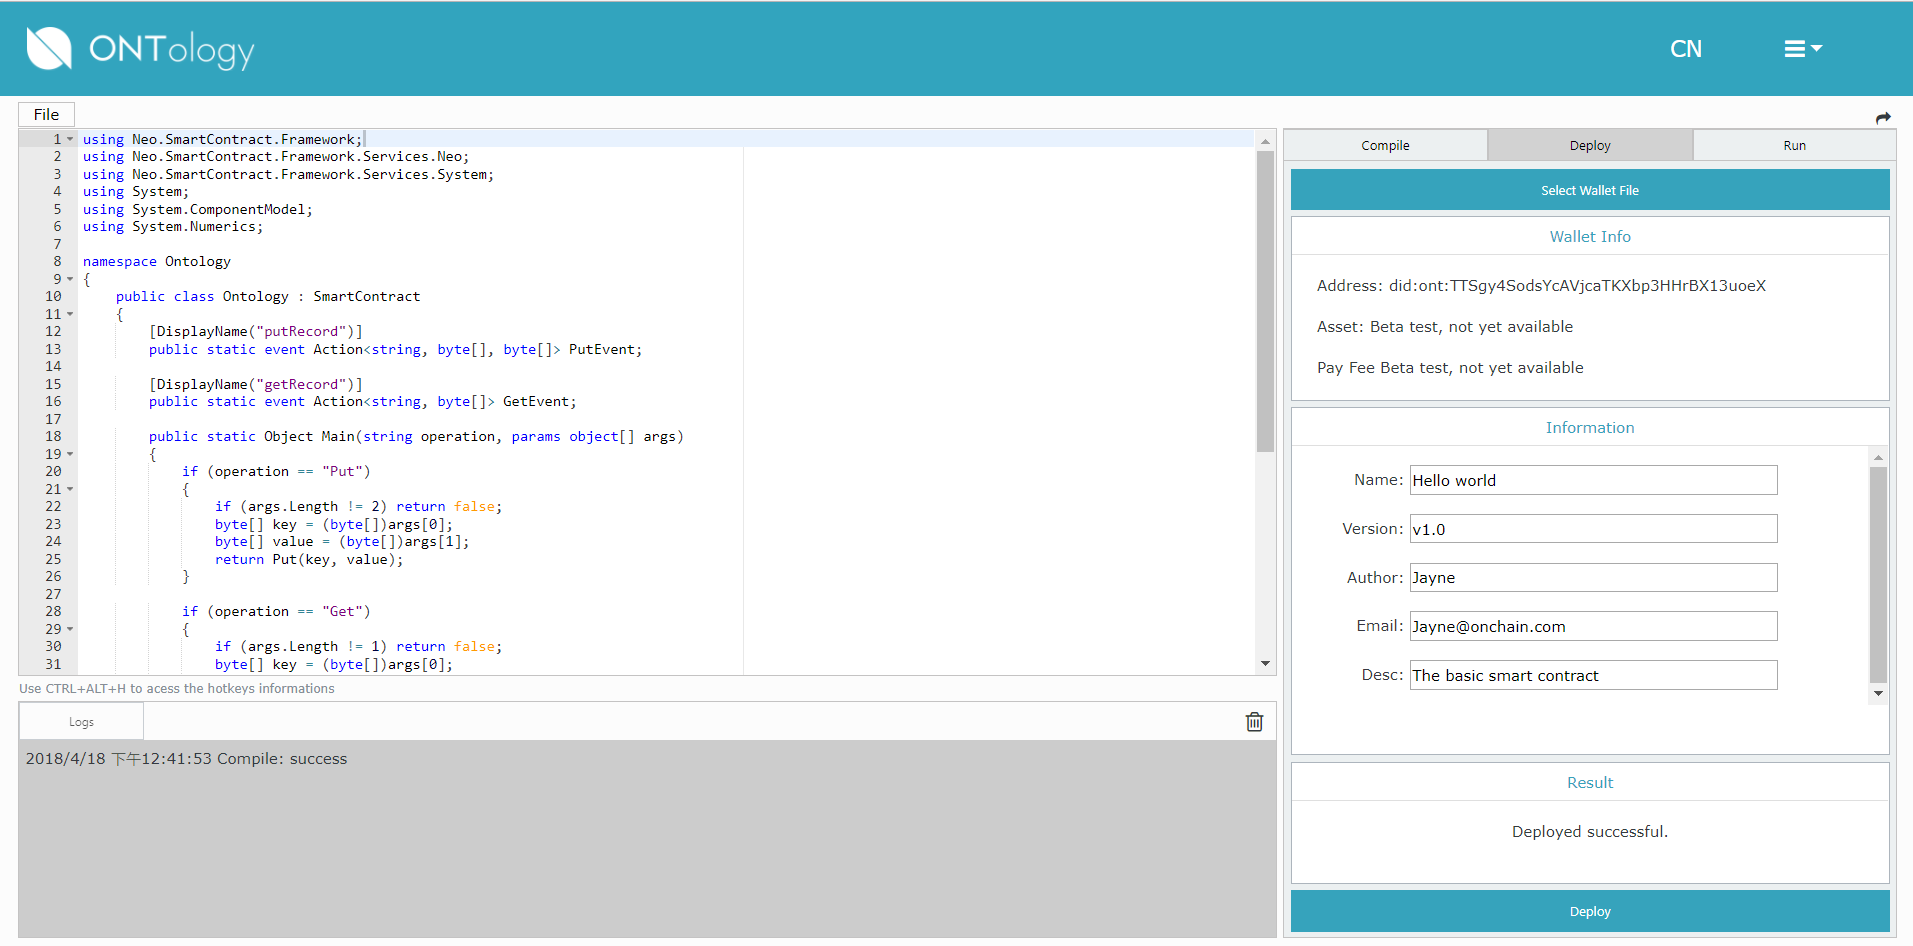 ONTology
CN
File
1 using Neo.SmartContract.Framework;
2 using Neo.SmartContract.Framework.Services.Neo;
3 using Neo.SmartContract.Framework.Services.System;
4 using System;
5 using System.ComponentModel;
6 using System.Numerics;
7
8 namespace Ontology
9 {
10 public class Ontology : SmartContract
11 {
12 [DisplayName("putRecord")]
13 public static event Action<string, byte[], byte[]> PutEvent;
14
15 [DisplayName("getRecord")]
16 public static event Action<string, byte[]> GetEvent;
17
18 public static Object Main(string operation, params object[] args)
19 {
20 if (operation == "Put")
21 {
22 if (args.Length != 2) return false;
23 byte[] key = (byte[])args[0];
24 byte[] value = (byte[])args[1];
25 return Put(key, value);
26 }
27
28 if (operation == "Get")
29 {
30 if (args.Length != 1) return false;
31 byte[] key = (byte[])args[0];
Use CTRL+ALT+H to acess the hotkeys informations
Logs
2018/4/18 下午12:41:53 Compile: success
Compile Deploy Run
Select Wallet File
Wallet Info
Address: did:ont:TTSgy4SodsYcAVjcaTKXbp3HHrBX13uoeX
Asset: Beta test, not yet available
Pay Fee Beta test, not yet available
Information
Name: Hello world
Version: v1.0
Author: Jayne
Email: Jayne@onchain.com
Desc: The basic smart contract
Result
Deployed successful.
Deploy